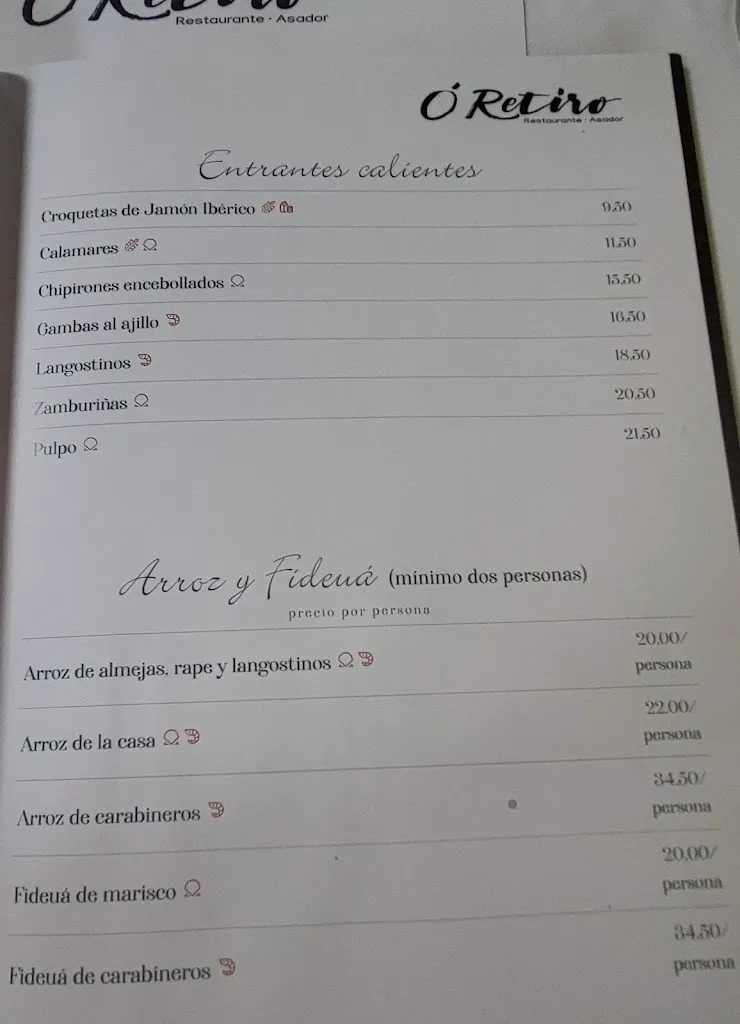 Ó Retiro
Restaurante · Asador
Ó Retiro
Restaurante · Asador
Entrantes calientes
Croquetas de Jamón Ibérico 9,50
Calamares 11,50
Chipirones encebollados 15,50
Gambas al ajillo 16,50
Langostinos 18,50
Zamburiñas 20,50
Pulpo 21,50
Arroz y Fideuá (mínimo dos personas)
precio por persona
Arroz de almejas, rape y langostinos 20,00/
persona
Arroz de la casa 22,00/
persona
Arroz de carabineros 34,50/
persona
Fideuá de marisco 20,00/
persona
Fideuá de carabineros 34,50/
persona